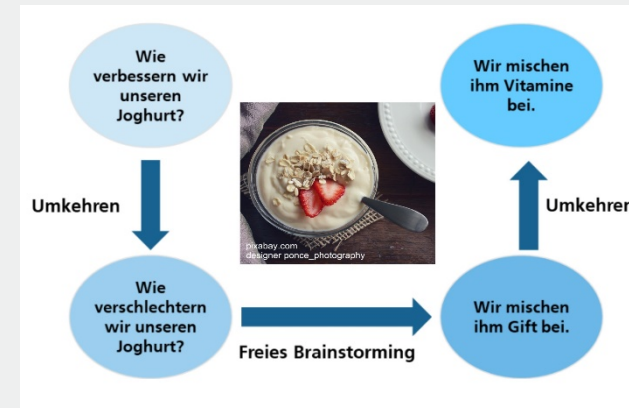 Wie
verbessern wir
unseren
Joghurt?
Wir mischen
ihm Vitamine
bei.
Umkehren
Umkehren
pixabay.com
designer ponce_photography
Wie
verschlechtern
wir unseren
Joghurt?
Wir mischen
ihm Gift bei.
Freies Brainstorming